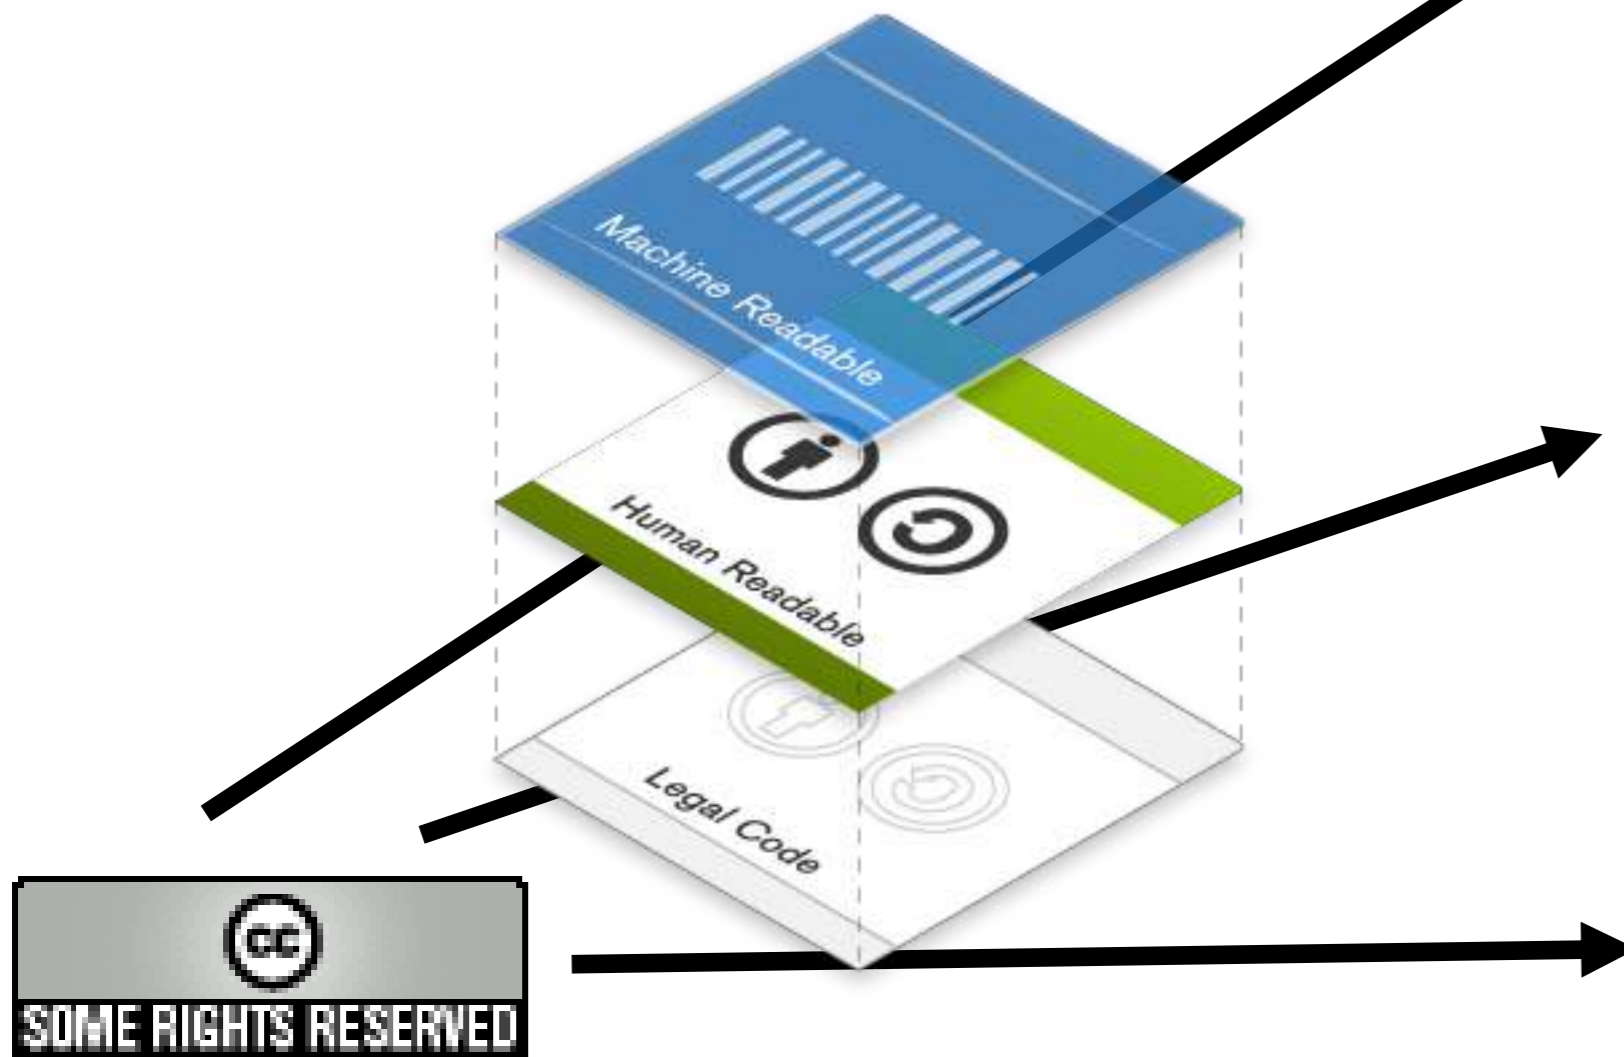 Machine Readable
Human Readable
Legal Code
cc
SOME RIGHTS RESERVED